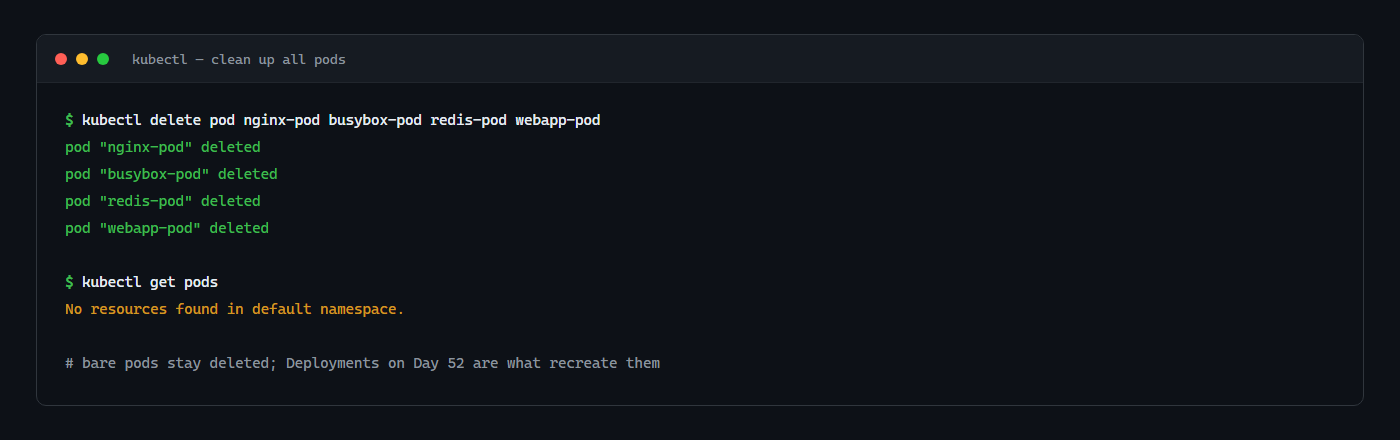 kubectl — clean up all pods
$ kubectl delete pod nginx-pod busybox-pod redis-pod webapp-pod
pod "nginx-pod" deleted
pod "busybox-pod" deleted
pod "redis-pod" deleted
pod "webapp-pod" deleted
$ kubectl get pods
No resources found in default namespace.
# bare pods stay deleted; Deployments on Day 52 are what recreate them